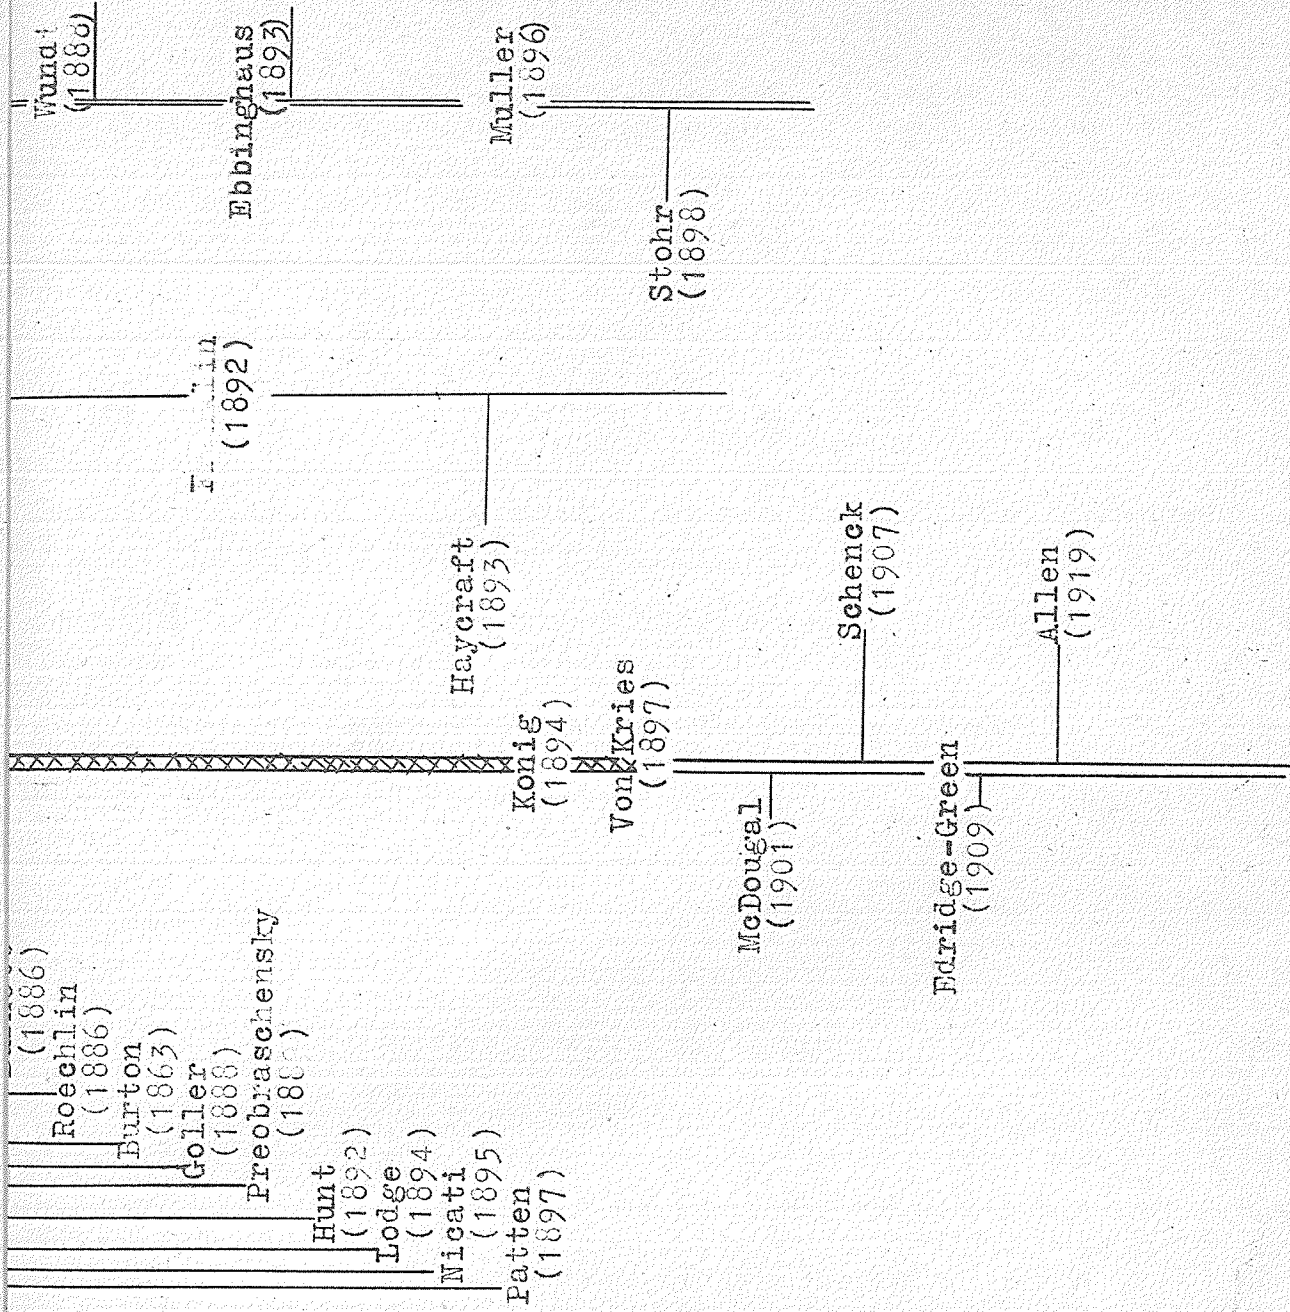 Wundt
Ebbinghaus
(1893)
Muller
(1896)
Stohr
(1898)
(1892)
Haycraft
(1893)
Konig
(1894)
Von Kries
(1897)
Schenck
(1907)
Allen
(1919)
McDougal
(1901)
Edridge-Green
(1909)
(1886)
Roechlin
(1886)
Burton
(1863)
Goller
(1888)
Preobraschensky
Hunt
(1892)
Lodge
(1894)
Nicati
(1895)
Patten
(1897)